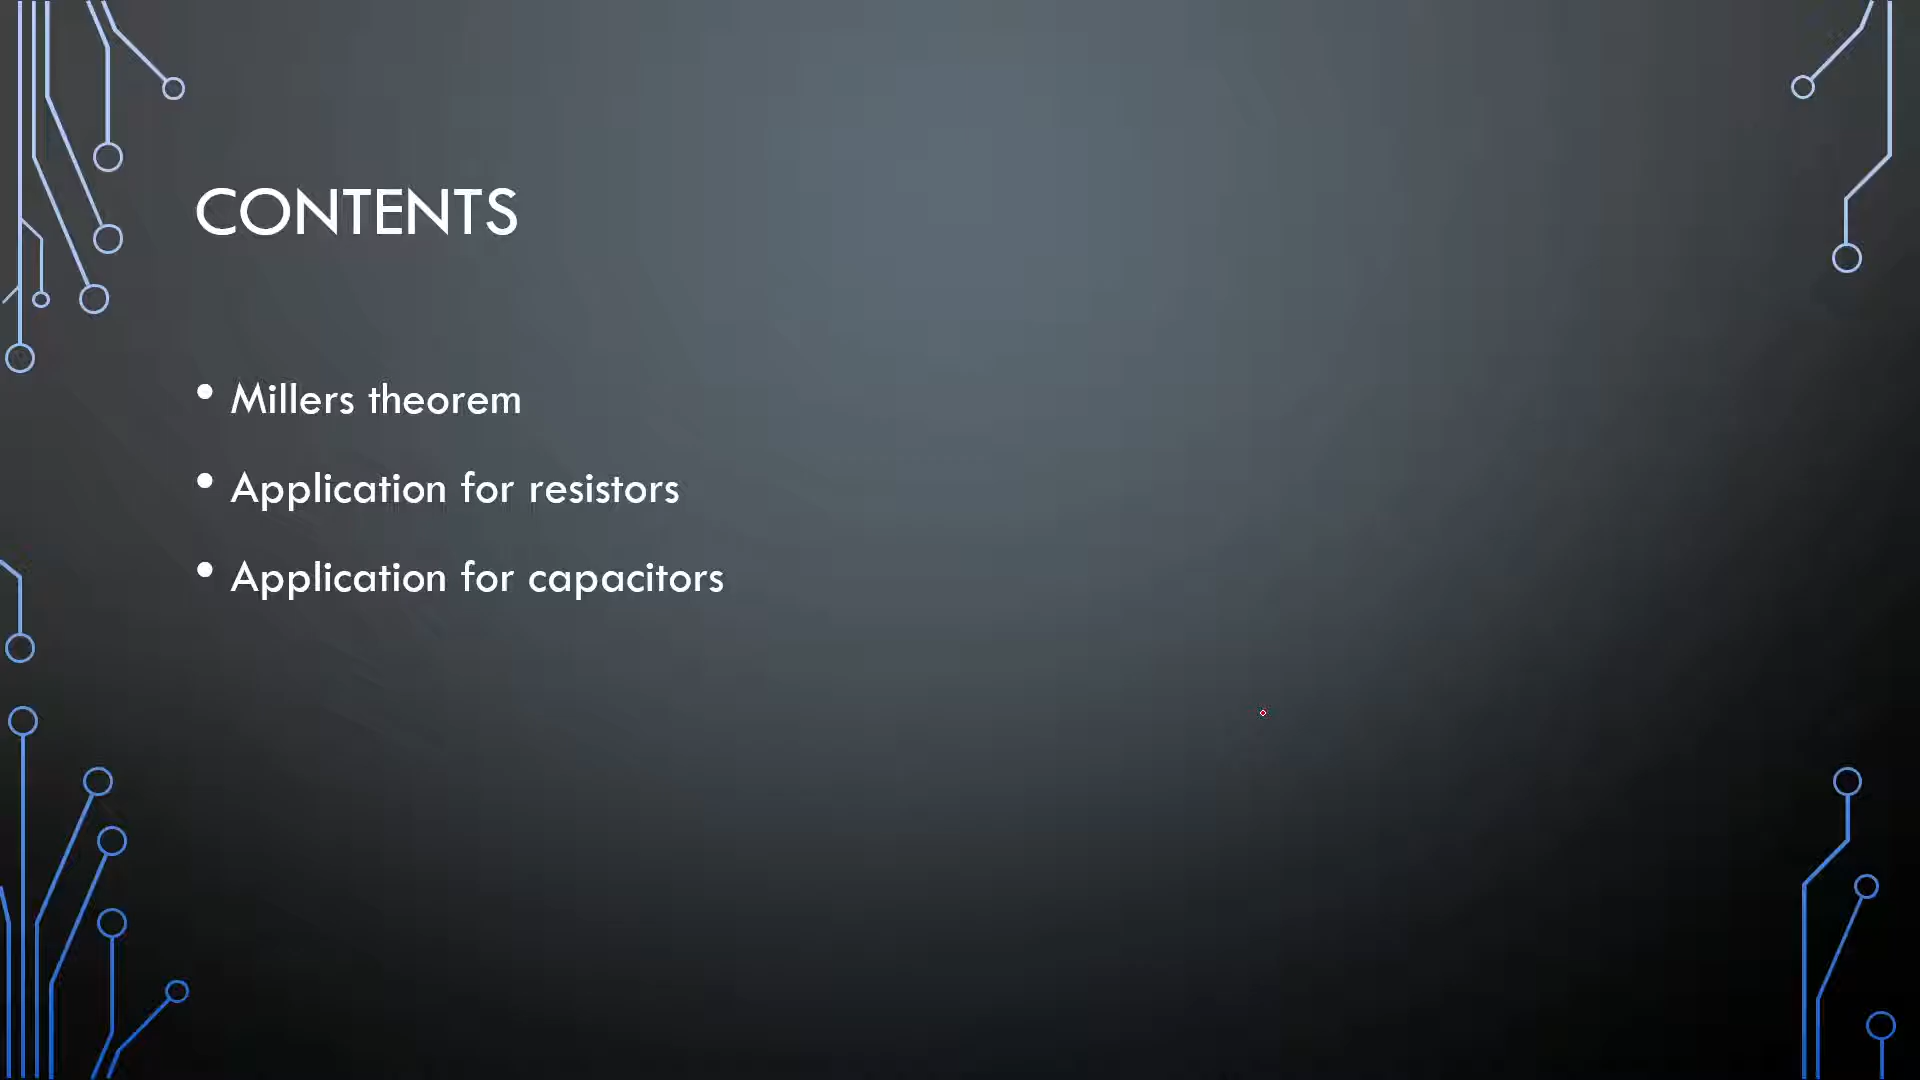 CONTENTS
• Millers theorem
• Application for resistors
• Application for capacitors